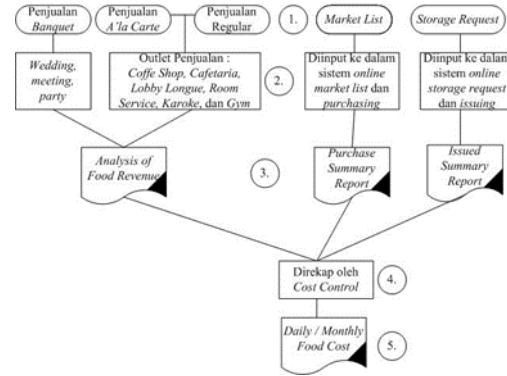 Penjualan
Banquet
Penjualan
A'la Carte
Penjualan
Regular
1.
Market List
Storage Request
Wedding,
meeting,
party
Outlet Penjualan :
Coffe Shop, Cafetaria,
Lobby Longue, Room
Service, Karoke, dan Gym
2.
Diinput ke dalam
sistem online
market list dan
purchasing
Diinput ke dalam
sistem online
storage request
dan issuing
Analysis of
Food Revenue
3.
Purchase
Summary
Report
Issued
Summary
Report
Direkap oleh
Cost Control
4.
Daily / Monthly
Food Cost
5.